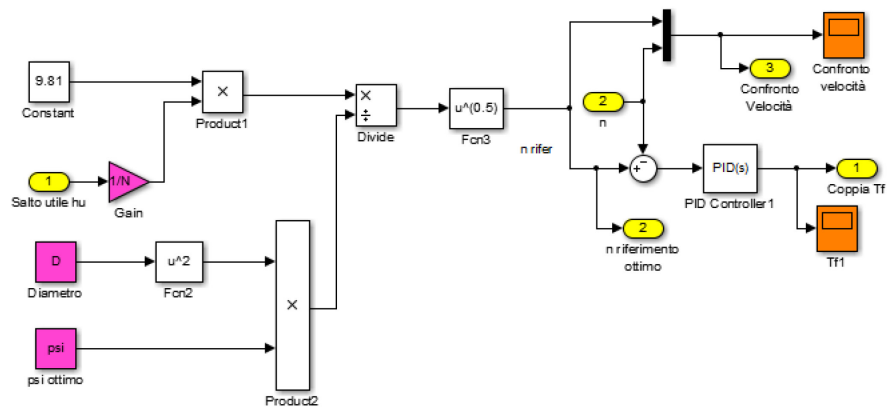 9.81
Constant
×
Product1
1
Salto utile hu
1/N
Gain
D
Diametro
u^2
Fcn2
psi
psi ottimo
×
Product2
×
÷
Divide
u^(0.5)
Fcn3
n rifer
2
n
3
Confronto
Velocità
Confronto
velocità
+
−
PID(s)
PID Controller1
1
Coppia Tf
2
n riferimento
ottimo
Tf1